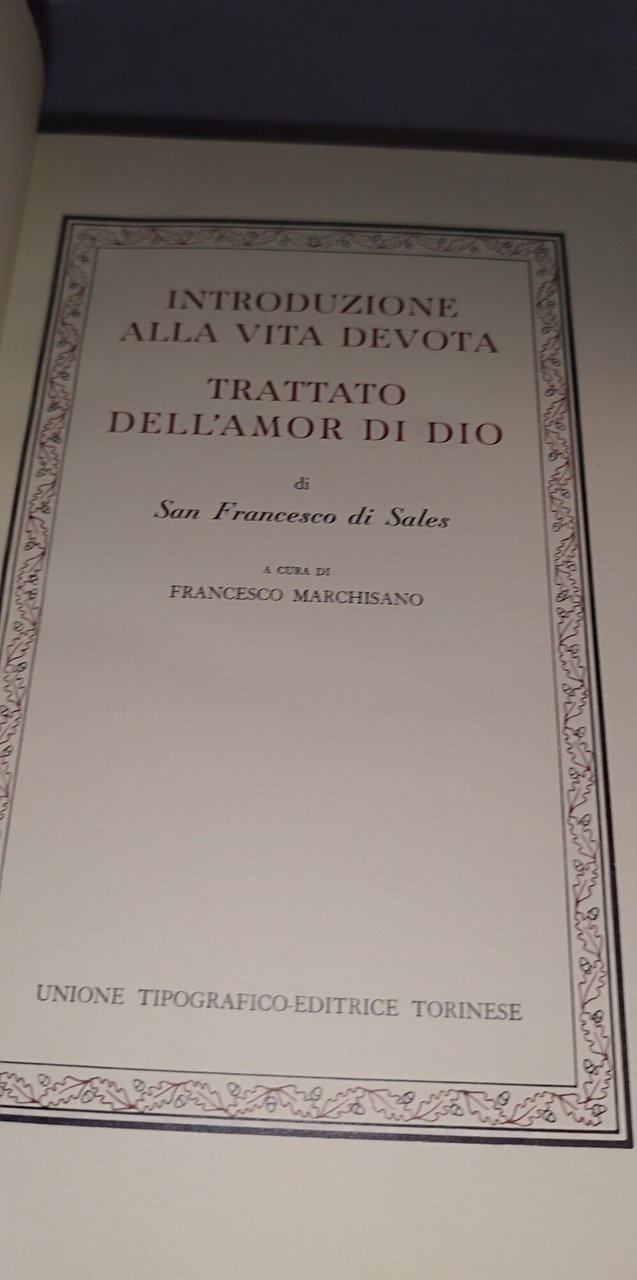 INTRODUZIONE
ALLA VITA DEVOTA
TRATTATO
DELL'AMOR DI DIO
di
San Francesco di Sales
A CURA DI
FRANCESCO MARCHISANO
UNIONE TIPOGRAFICO-EDITRICE TORINESE